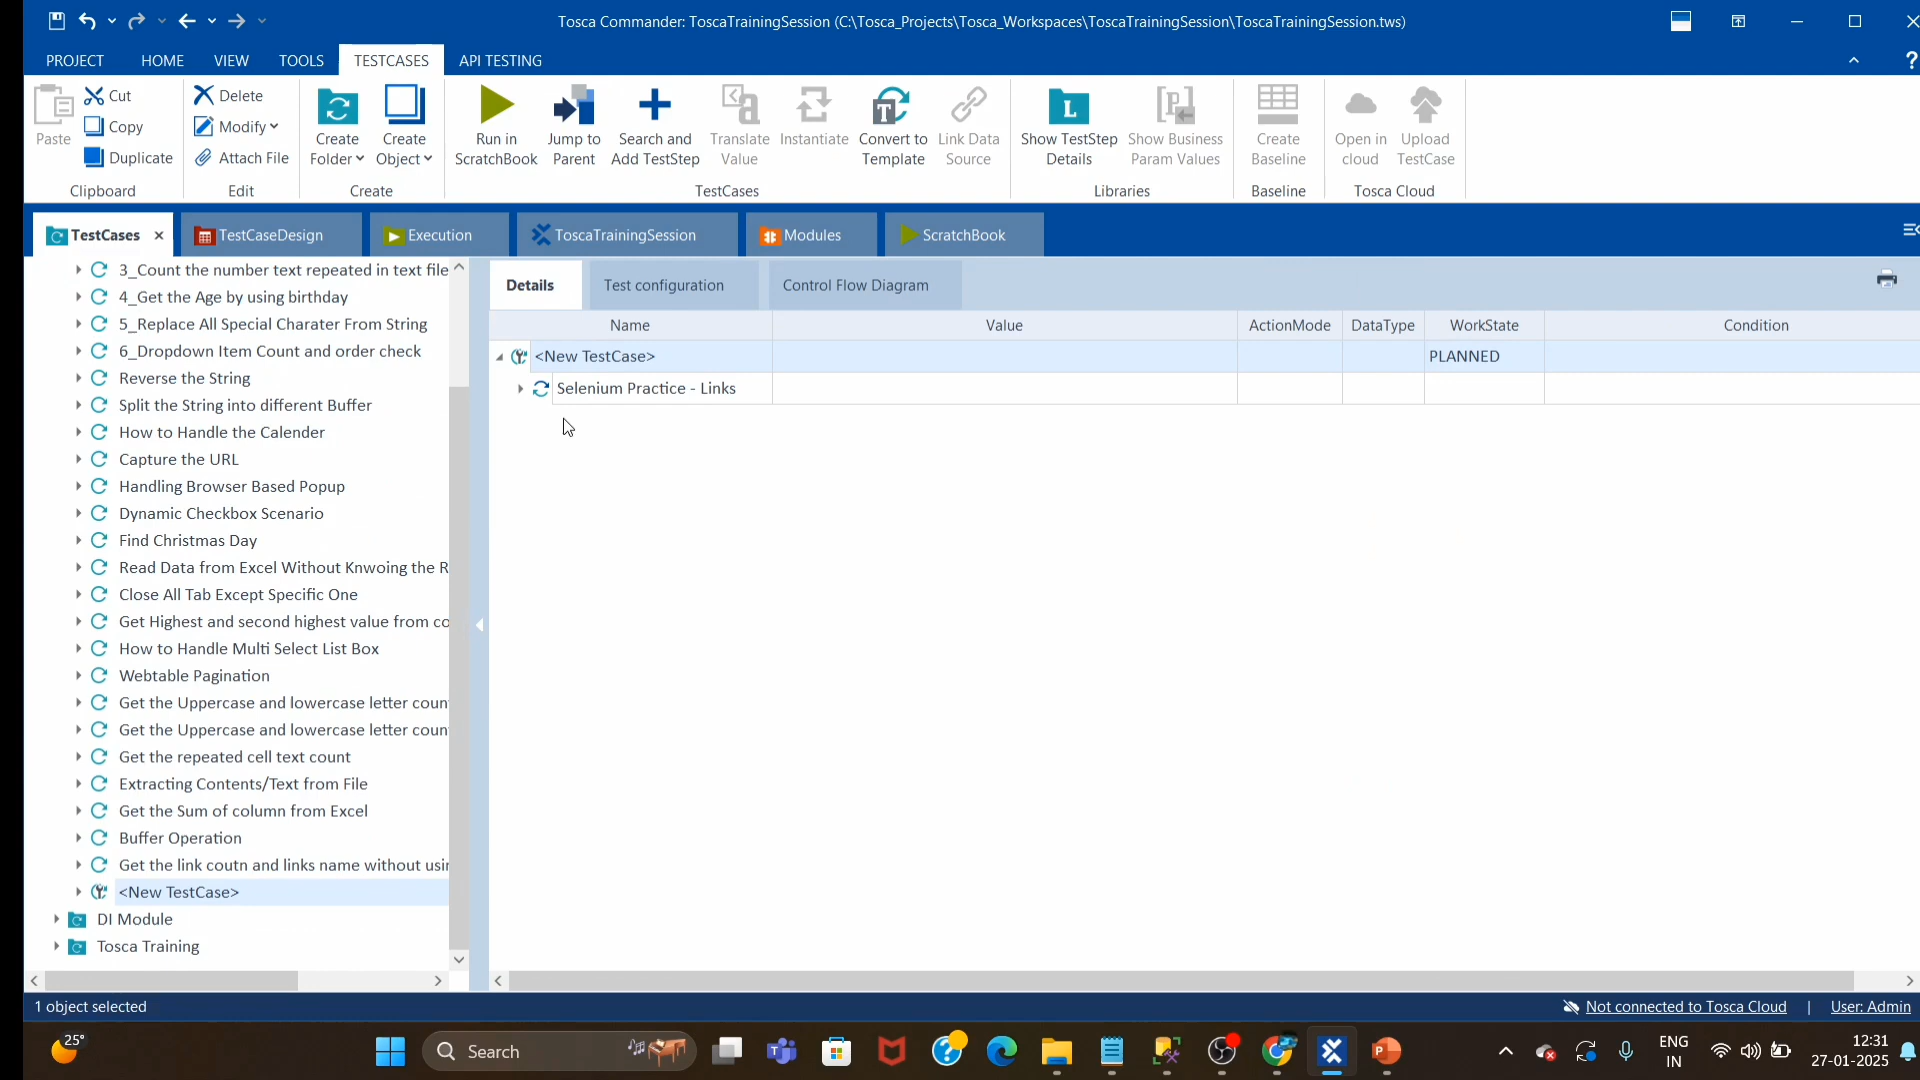 Tosca Commander: ToscaTrainingSession (C:\Tosca_Projects\Tosca_Workspaces\ToscaTrainingSession\ToscaTrainingSession.tws)
PROJECT HOME VIEW TOOLS TESTCASES API TESTING
Paste
Cut
Copy
Duplicate
Clipboard
Delete
Modify
Attach File
Edit
Create Folder
Create Object
Create
Run in ScratchBook
Jump to Parent
Search and Add TestStep
Translate Value
Instantiate
Convert to Template
Link Data Source
TestCases
Show TestStep Details
Show Business Param Values
Libraries
Create Baseline
Baseline
Open in cloud
Upload TestCase
Tosca Cloud
TestCases TestCaseDesign Execution ToscaTrainingSession Modules ScratchBook
3_Count the number text repeated in text file
4_Get the Age by using birthday
5_Replace All Special Charater From String
6_Dropdown Item Count and order check
Reverse the String
Split the String into different Buffer
How to Handle the Calender
Capture the URL
Handling Browser Based Popup
Dynamic Checkbox Scenario
Find Christmas Day
Read Data from Excel Without Knwoing the R
Close All Tab Except Specific One
Get Highest and second highest value from co
How to Handle Multi Select List Box
Webtable Pagination
Get the Uppercase and lowercase letter coun
Get the Uppercase and lowercase letter coun
Get the repeated cell text count
Extracting Contents/Text from File
Get the Sum of column from Excel
Buffer Operation
Get the link coutn and links name without usin
<New TestCase>
DI Module
Tosca Training
Details Test configuration Control Flow Diagram
Name Value ActionMode DataType WorkState Condition
<New TestCase> PLANNED
Selenium Practice - Links
1 object selected
Not connected to Tosca Cloud | User: Admin
25°
Search
ENG
IN
12:31
27-01-2025